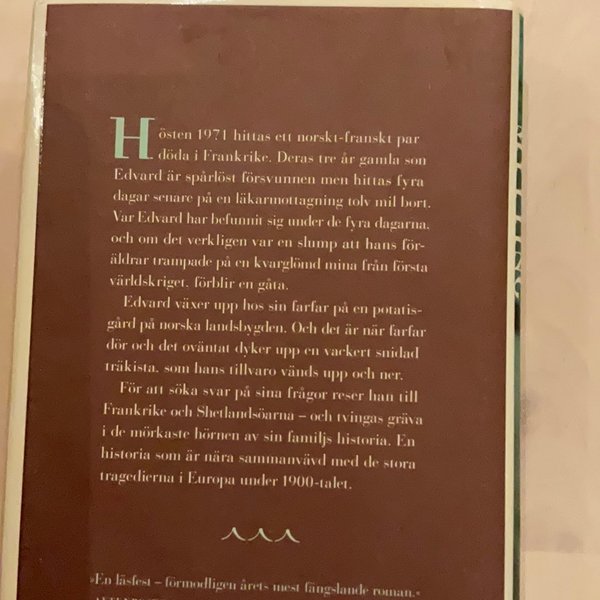 Hösten 1971 hittas ett norskt-franskt par
döda i Frankrike. Deras tre år gamla son
Edvard är spårlöst försvunnen men hittas fyra
dagar senare på en läkarmottagning tolv mil bort.
Var Edvard har befunnit sig under de fyra dagarna,
och om det verkligen var en slump att hans för-
äldrar trampade på en kvarglömd mina från första
världskriget, förblir en gåta.
Edvard växer upp hos sin farfar på en potatis-
gård på norska landsbygden. Och det är när farfar
dör och det oväntat dyker upp en vackert snidad
träkista, som hans tillvaro vänds upp och ner.
För att söka svar på sina frågor reser han till
Frankrike och Shetlandsöarna – och tvingas gräva
i de mörkaste hörnen av sin familjs historia. En
historia som är nära sammanvävd med de stora
tragedierna i Europa under 1900-talet.
»En läsfest – förmodligen årets mest fängslande roman.«